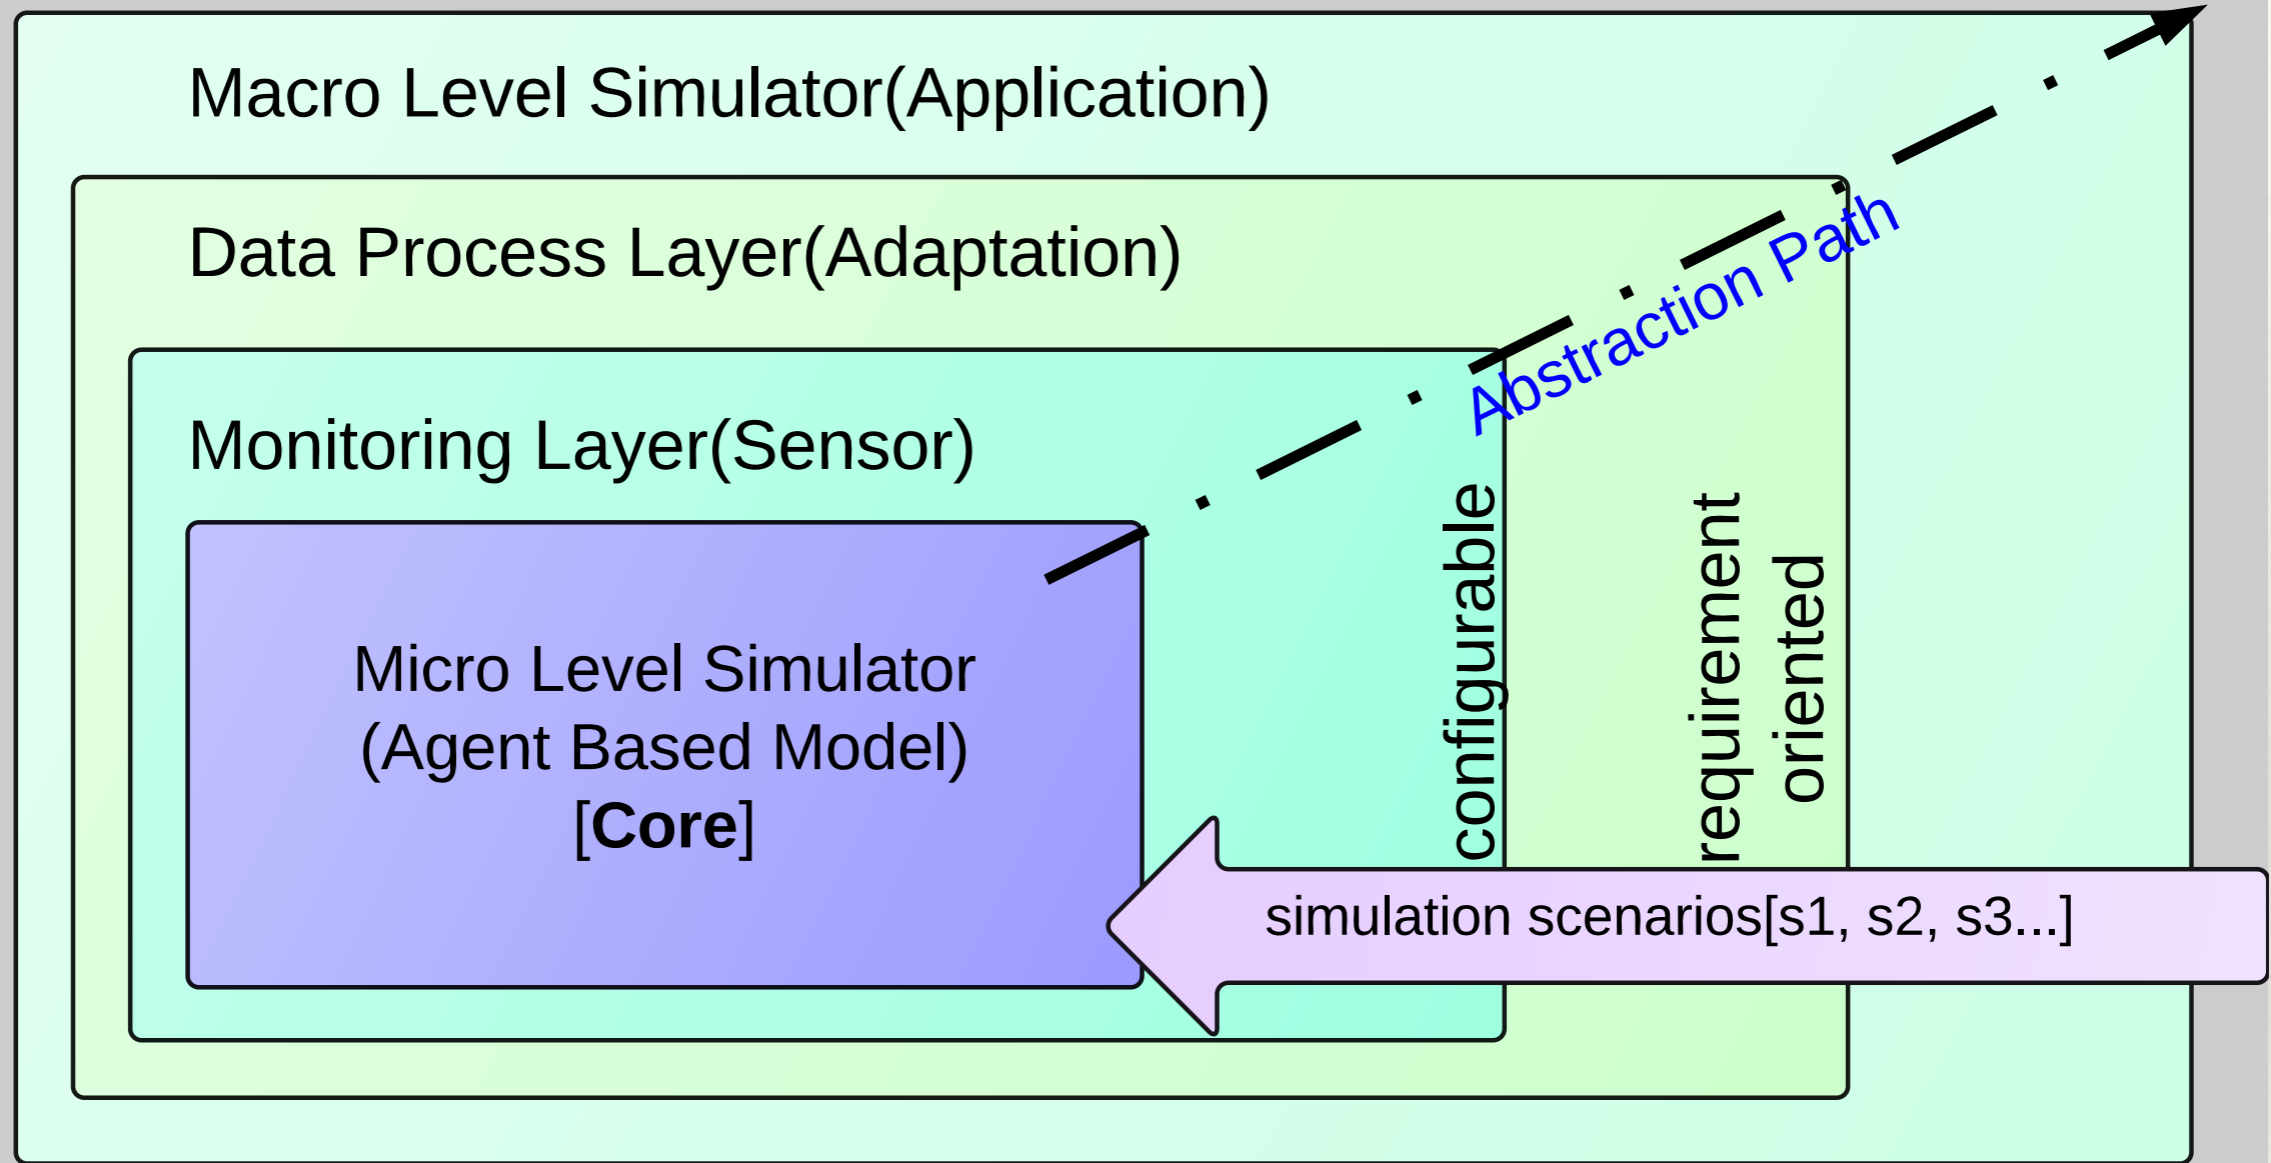 Macro Level Simulator(Application)
Data Process Layer(Adaptation)
Abstraction Path
Monitoring Layer(Sensor)
configurable
requirement
oriented
Micro Level Simulator
(Agent Based Model)
[Core]
simulation scenarios[s1, s2, s3...]